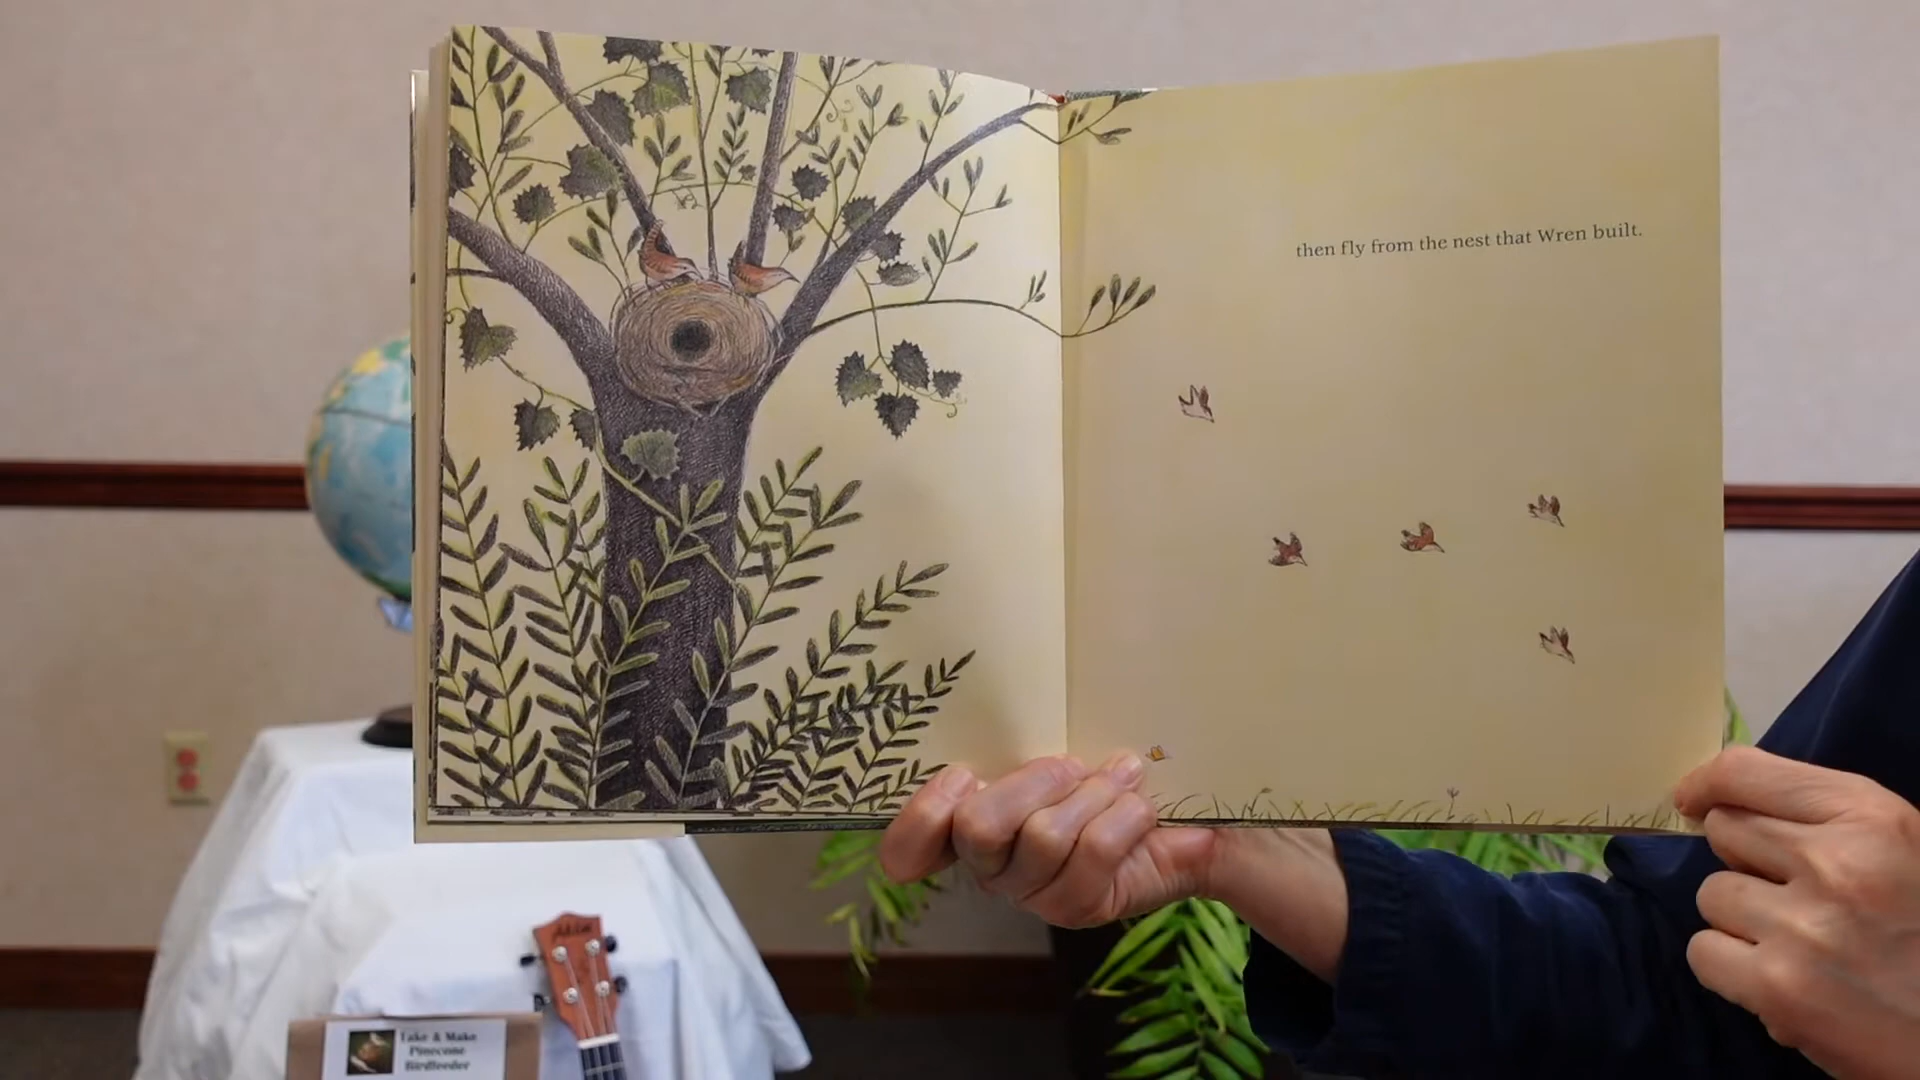 then fly from the nest that Wren built.
Take & Make
Pinecone
Birdfeeder